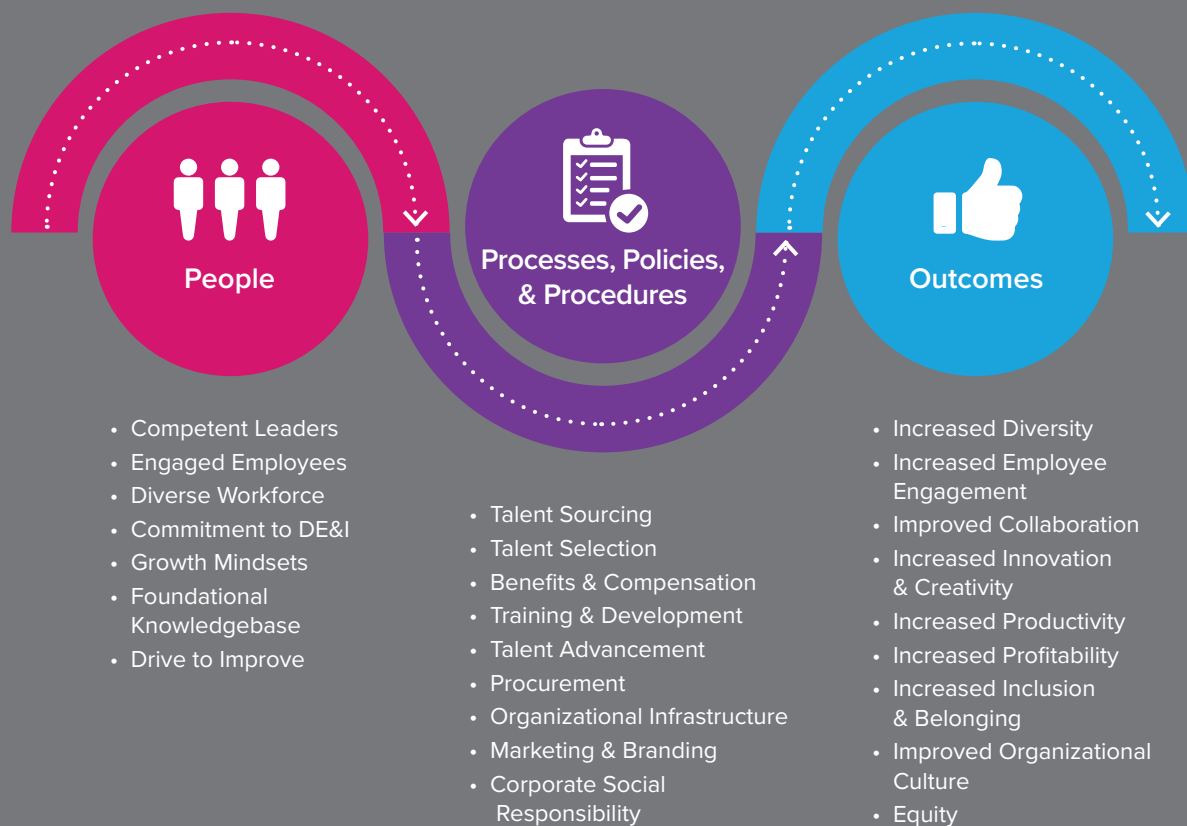 People
• Competent Leaders
• Engaged Employees
• Diverse Workforce
• Commitment to DE&I
• Growth Mindsets
• Foundational
Knowledgebase
• Drive to Improve
Processes, Policies,
& Procedures
• Talent Sourcing
• Talent Selection
• Benefits & Compensation
• Training & Development
• Talent Advancement
• Procurement
• Organizational Infrastructure
• Marketing & Branding
• Corporate Social
Responsibility
Outcomes
• Increased Diversity
• Increased Employee
Engagement
• Improved Collaboration
• Increased Innovation
& Creativity
• Increased Productivity
• Increased Profitability
• Increased Inclusion
& Belonging
• Improved Organizational
Culture
• Equity